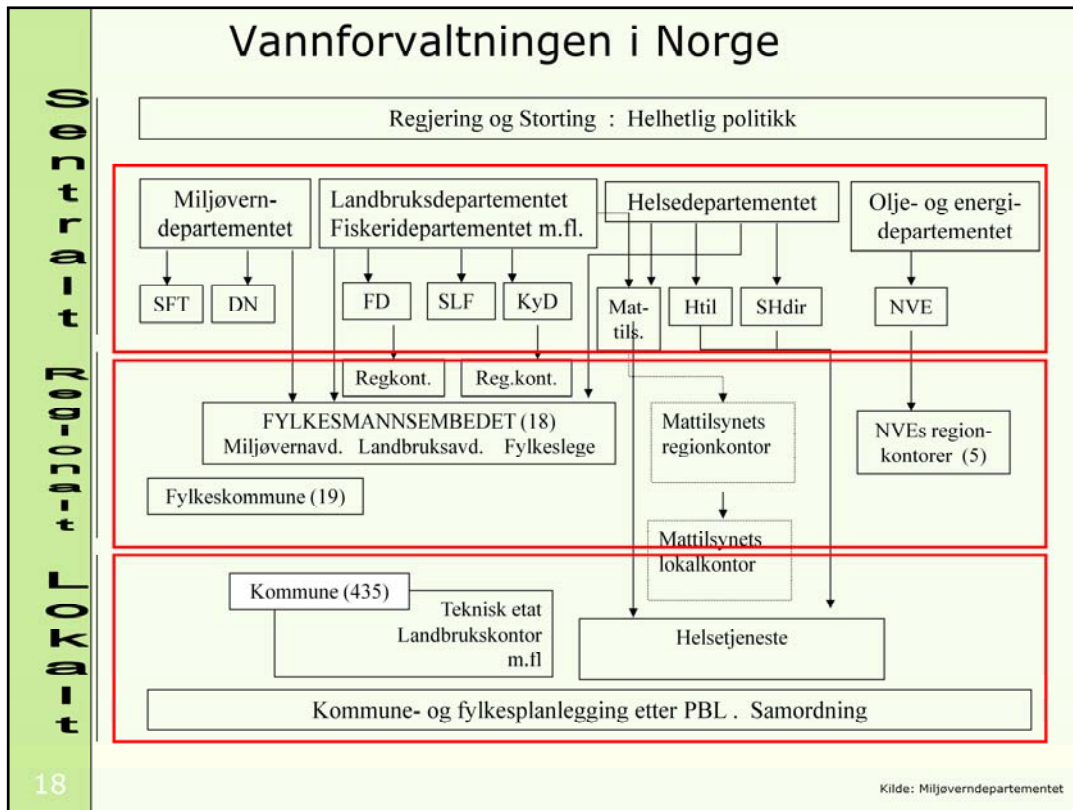 Vannforvaltningen i Norge
Sentralt
Regjering og Storting : Helhetlig politikk
Miljøvern-
departementet
Landbruksdepartementet
Fiskeridepartementet m.fl.
Helsedepartementet
Olje- og energi-
departementet
SFT
DN
FD
SLF
KyD
Mat-
tils.
Htil
SHdir
NVE
Regionalt
Regkont.
Reg.kont.
FYLKESMANNSEMBEDET (18)
Miljøvernavd. Landbruksavd. Fylkeslege
Mattilsynets
regionkontor
NVEs region-
kontorer (5)
Fylkeskommune (19)
Mattilsynets
lokalkontor
Lokalt
Kommune (435)
Teknisk etat
Landbrukskontor
m.fl
Helsetjeneste
Kommune- og fylkesplanlegging etter PBL . Samordning
18
Kilde: Miljøverndepartementet